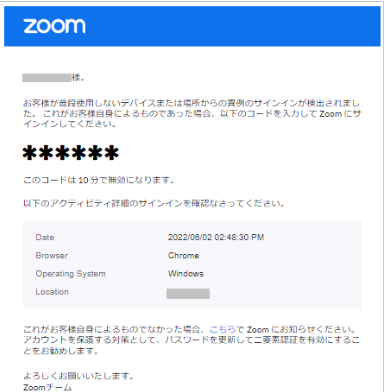 zoom
様。
お客様が普段使用しないデバイスまたは場所からの異例のサインインが検出されまし
た。 これがお客様自身によるものであった場合、以下のコードを入力して Zoom にサ
インインしてください。
******
このコードは 10 分で無効になります。
以下のアクティビティ詳細のサインインを確認なさってください。
Date 2022/06/02 02:48:30 PM
Browser Chrome
Operating System Windows
Location
これがお客様自身によるものでなかった場合、こちらで Zoom にお知らせください。
アカウントを保護する対策として、パスワードを更新して二要素認証を有効にするこ
とをお勧めします。
よろしくお願いいたします。
Zoomチーム